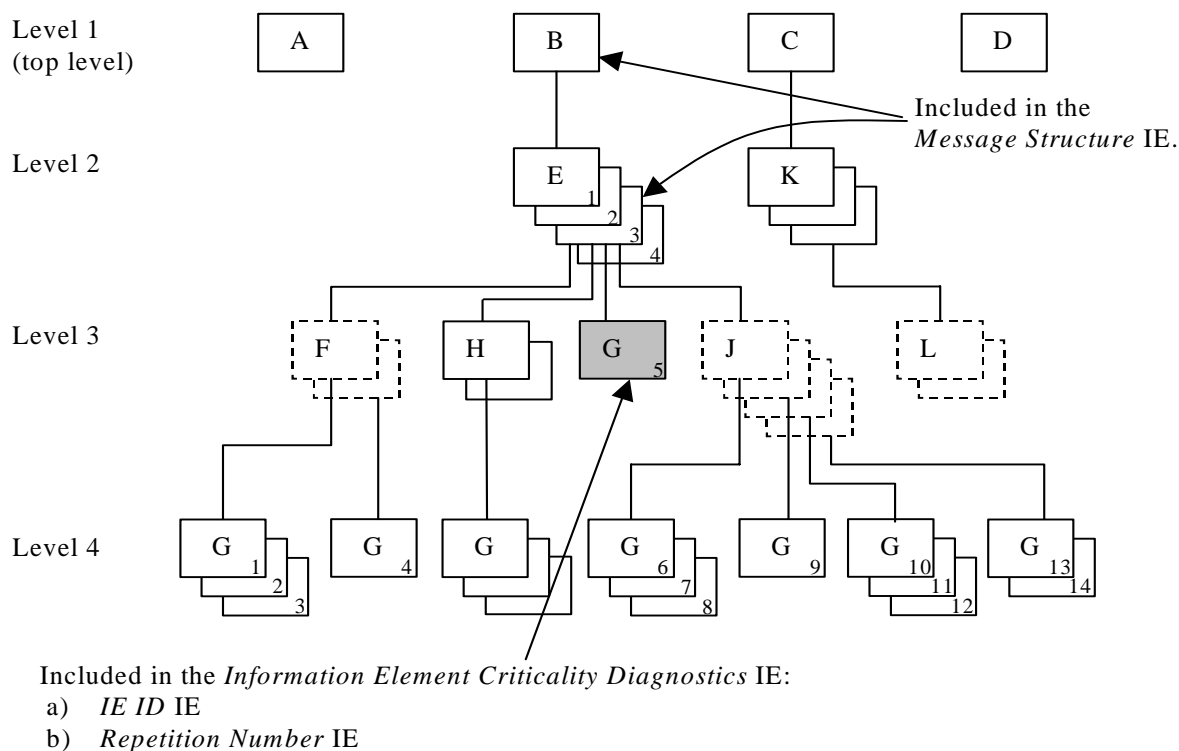 Level 1
(top level)
A
B
C
D
Included in the
Message Structure IE.
Level 2
E
1
2
3
4
K
Level 3
F
H
G
5
J
L
Level 4
G
1
2
3
G
4
G
G
6
7
8
G
9
G
10
11
12
G
13
14
Included in the Information Element Criticality Diagnostics IE:
a) IE ID IE
b) Repetition Number IE